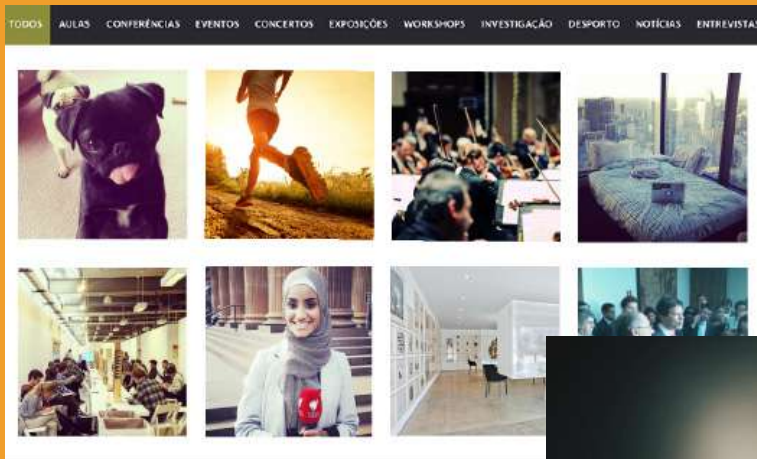 TODOS AULAS CONFERÊNCIAS EVENTOS CONCERTOS EXPOSIÇÕES WORKSHOPS INVESTIGAÇÃO DESPORTO NOTÍCIAS ENTREVISTAS